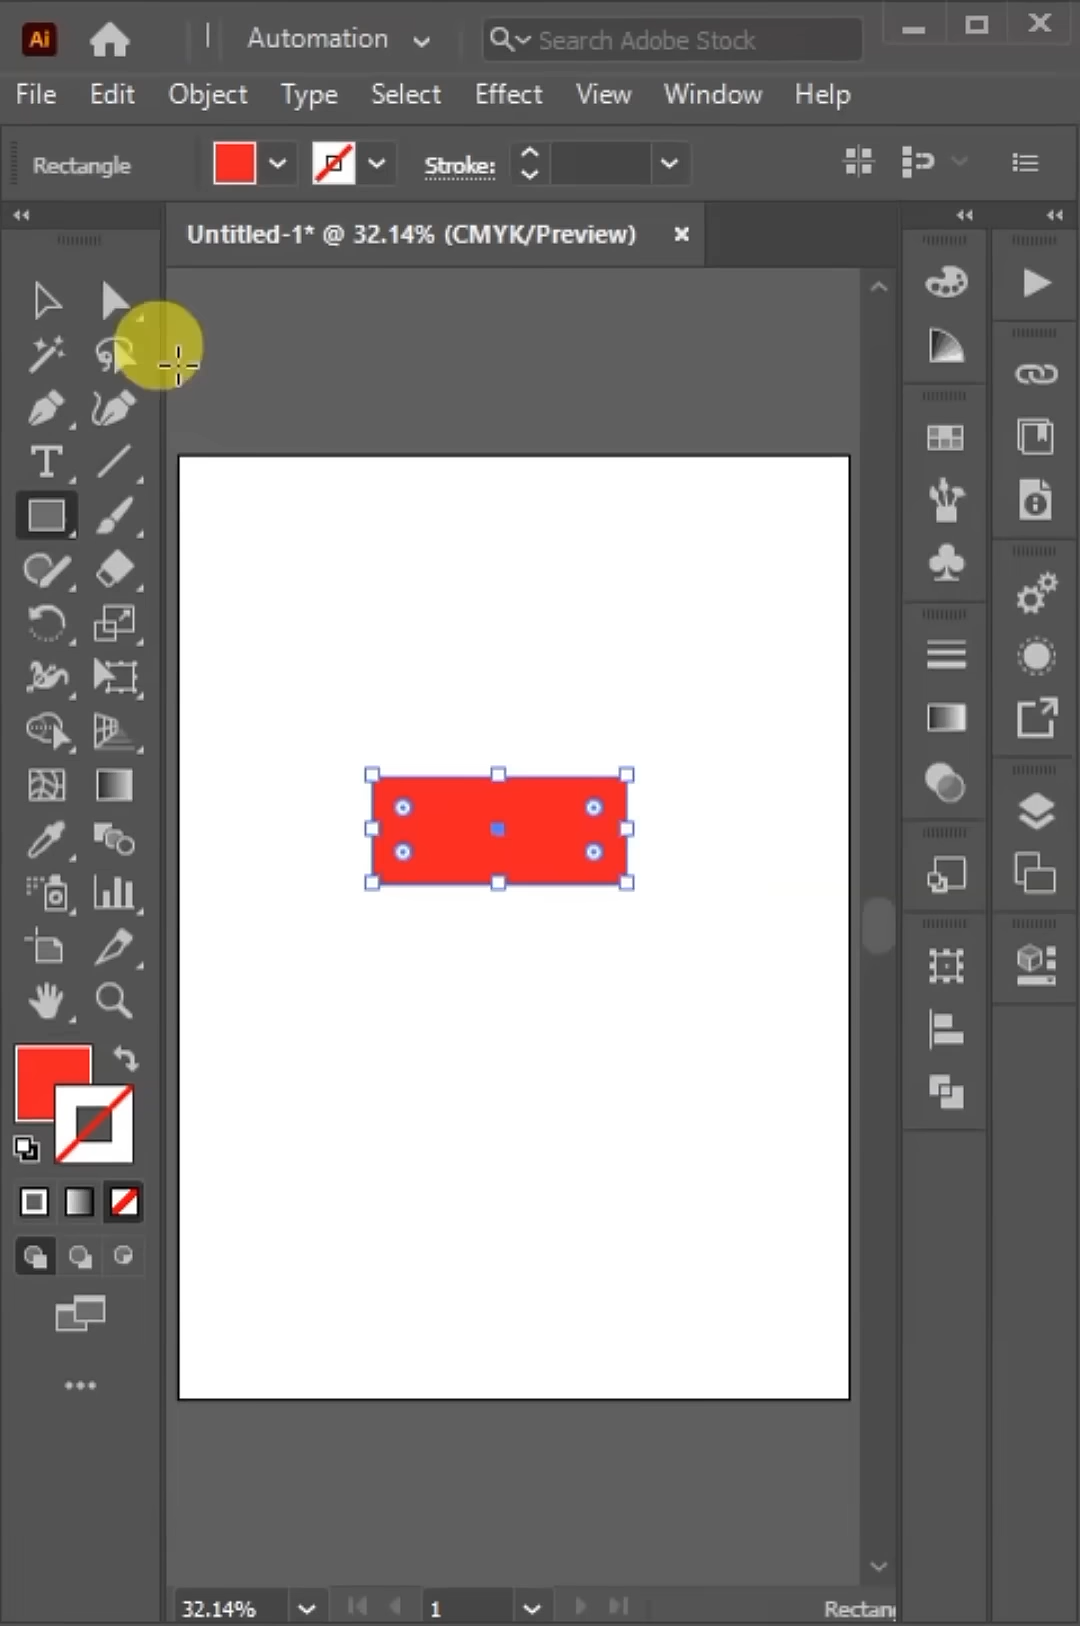 Ai
Automation
Search Adobe Stock
File Edit Object Type Select Effect View Window Help
Rectangle
Stroke:
Untitled-1* @ 32.14% (CMYK/Preview)
32.14%
1
Rectan